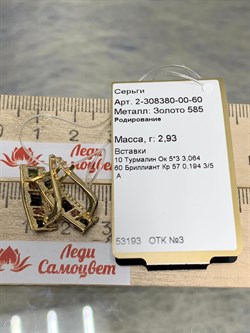 Серьги
Арт. 2-308380-00-60
Металл: Золото 585
Родирование
Масса, г: 2,93
Вставки
10 Турмалин Ок 5*3 3,064
60 Бриллиант Кр 57 0.194 3/5
А
53193 ОТК №3
Леди
Самоцвет
Леди
Самоцвет